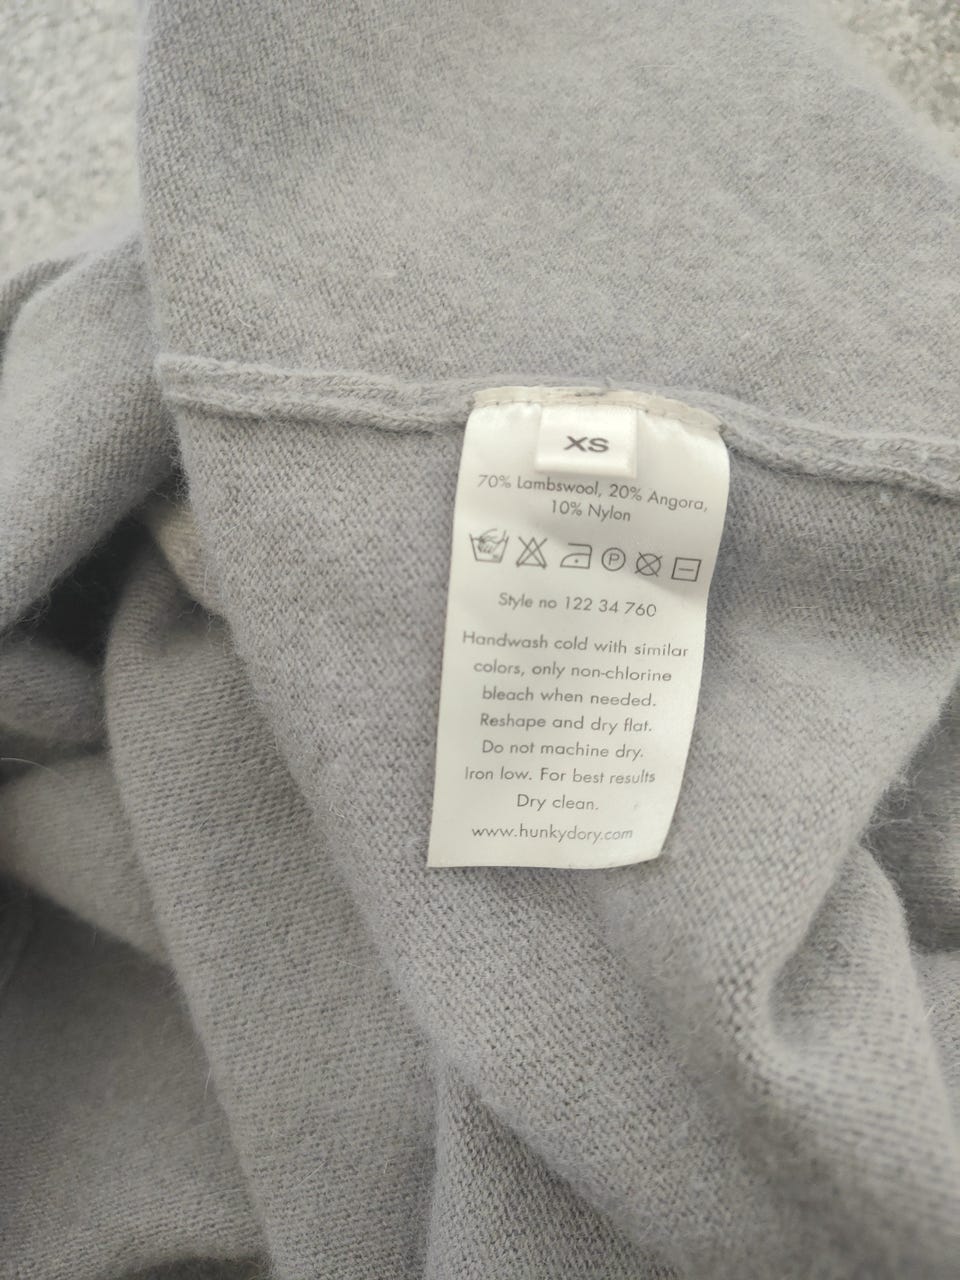 XS
70% Lambswool, 20% Angora,
10% Nylon
P
Style no 122 34 760
Handwash cold with similar
colors, only non-chlorine
bleach when needed.
Reshape and dry flat.
Do not machine dry.
Iron low. For best results
Dry clean.
www.hunkydory.com